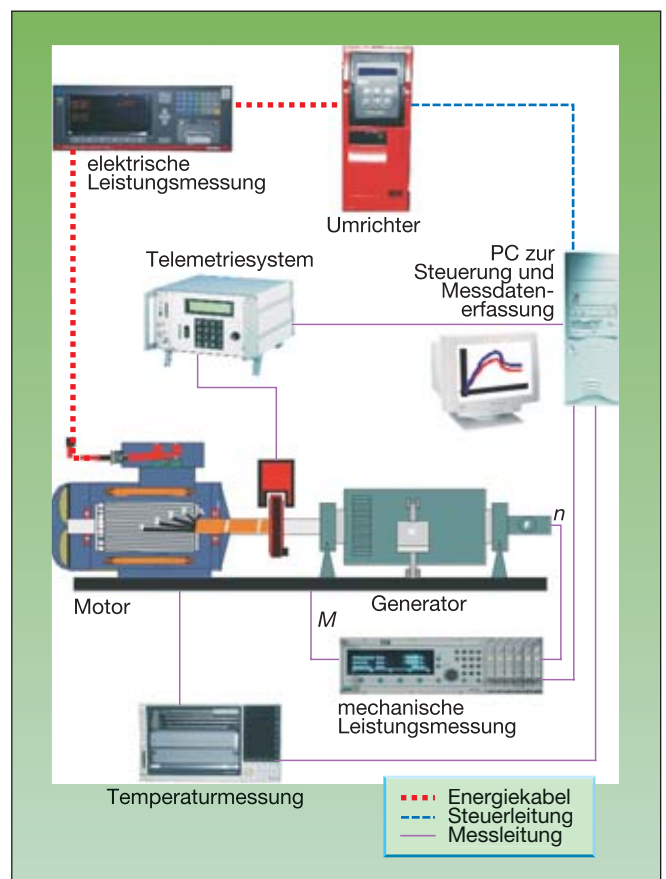 elektrische
Leistungsmessung
Umrichter
Telemetriesystem
PC zur
Steuerung und
Messdaten-
erfassung
n
Motor
M
Generator
mechanische
Leistungsmessung
Temperaturmessung
Energiekabel
Steuerleitung
Messleitung